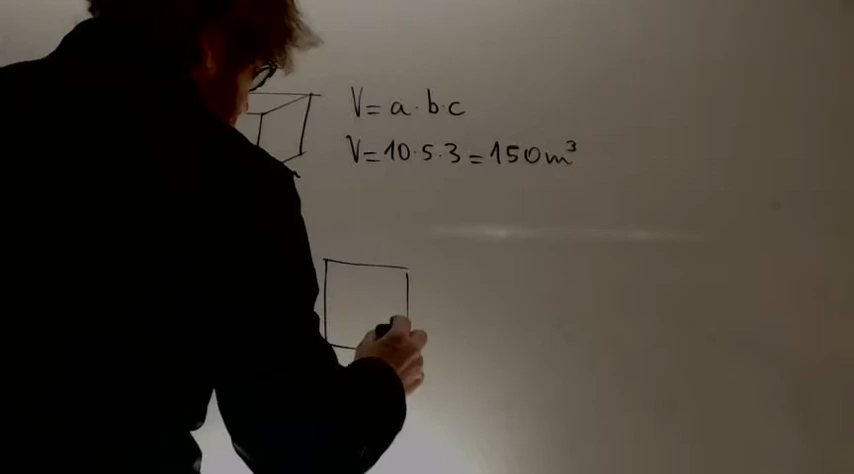 V = a · b · c
V = 10 · 5 · 3 = 150 m³